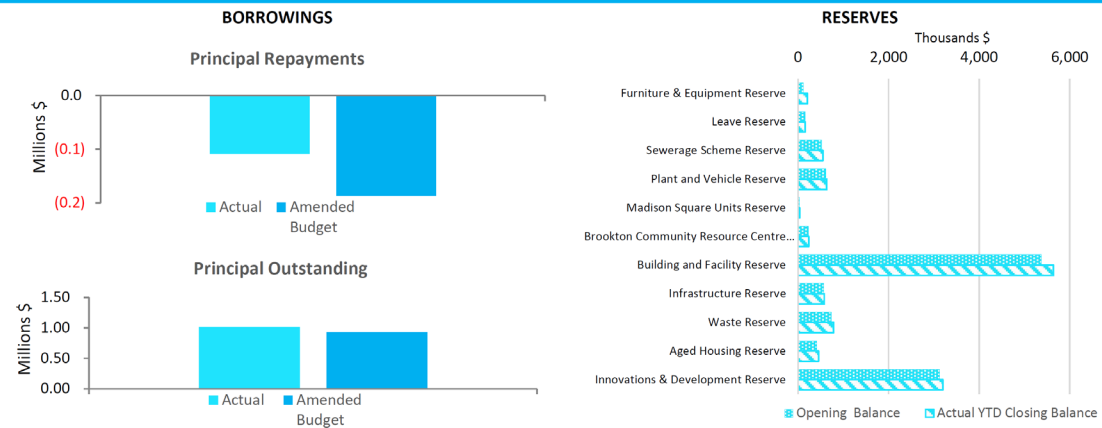 BORROWINGS
Principal Repayments
Millions $
0.0
(0.1)
(0.2)
Actual
Amended
Budget
Principal Outstanding
Millions $
1.50
1.00
0.50
0.00
Actual
Amended
Budget
RESERVES
Thousands $
0 2,000 4,000 6,000
Furniture & Equipment Reserve
Leave Reserve
Sewerage Scheme Reserve
Plant and Vehicle Reserve
Madison Square Units Reserve
Brookton Community Resource Centre...
Building and Facility Reserve
Infrastructure Reserve
Waste Reserve
Aged Housing Reserve
Innovations & Development Reserve
Opening Balance Actual YTD Closing Balance